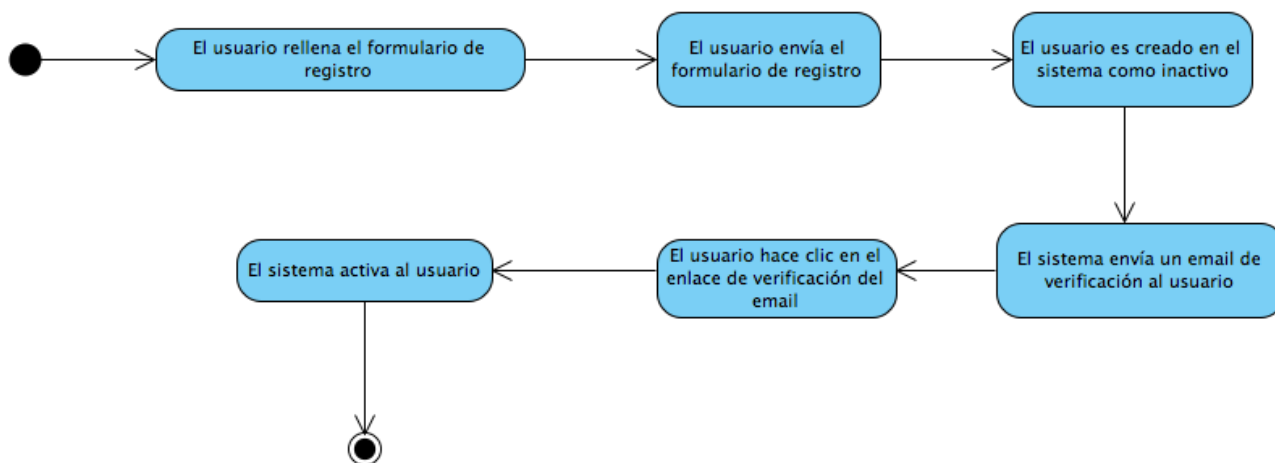 El usuario rellena el formulario de
registro
El usuario envía el
formulario de registro
El usuario es creado en el
sistema como inactivo
El sistema envía un email de
verificación al usuario
El usuario hace clic en el
enlace de verificación del
email
El sistema activa al usuario